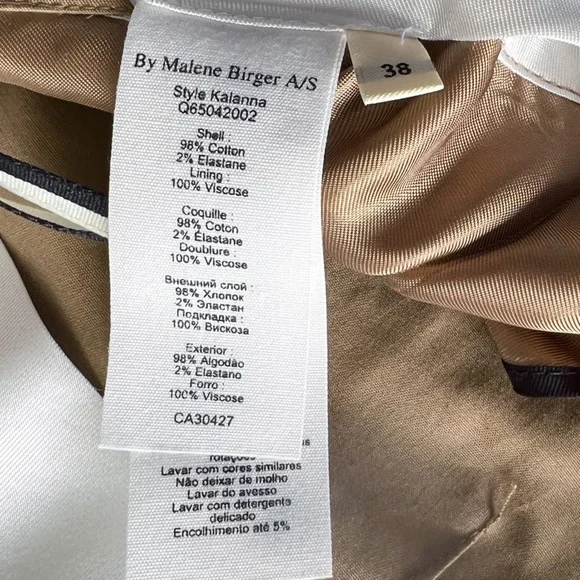 By Malene Birger A/S
38
Style Kaianna
Q65042002
Shell :
98% Cotton
2% Elastane
Lining :
100% Viscose
Coquille :
98% Coton
2% Élastane
Doublure :
100% Viscose
Внешний слой :
98% Хлопок
2% Эластан
Подкладка :
100% Вискоза
Exterior :
98% Algodão
2% Elastano
Forro :
100% Viscose
CA30427
rotações
Lavar com cores similares
Não deixar de molho
Lavar do avesso
Lavar com detergente
delicado
Encolhimento até 5%